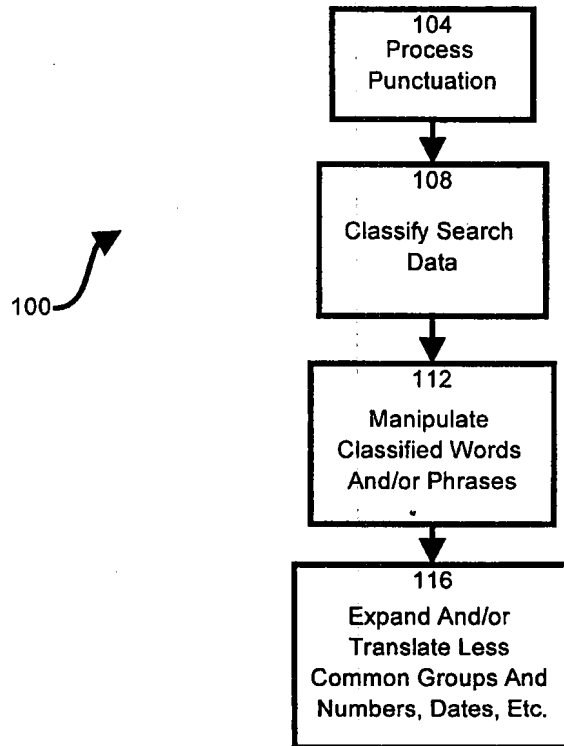 104
Process
Punctuation
108
Classify Search
Data
100
112
Manipulate
Classified Words
And/or Phrases
116
Expand And/or
Translate Less
Common Groups And
Numbers, Dates, Etc.